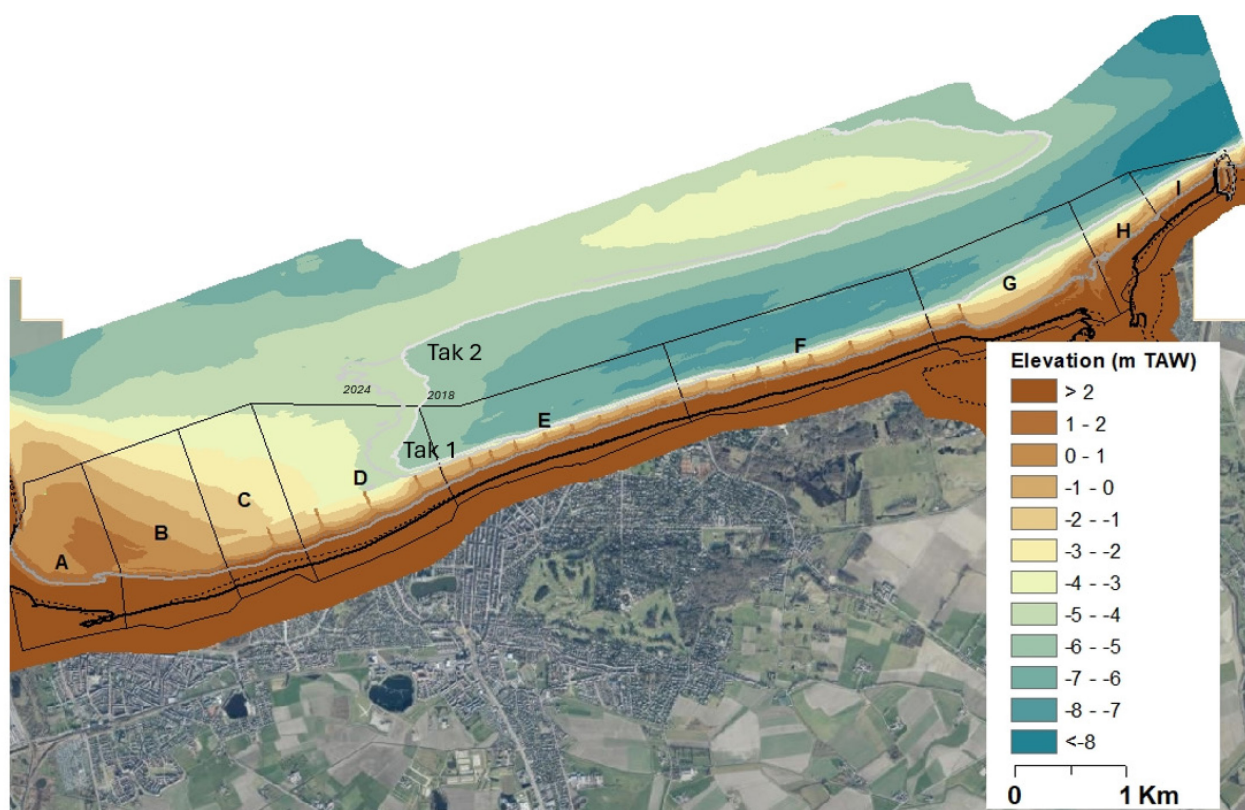 I
H
G
F
Tak 2
2024
2018
E
Tak 1
D
C
B
A
Elevation (m TAW)
> 2
1 - 2
0 - 1
-1 - 0
-2 - -1
-3 - -2
-4 - -3
-5 - -4
-6 - -5
-7 - -6
-8 - -7
<-8
0 1 Km